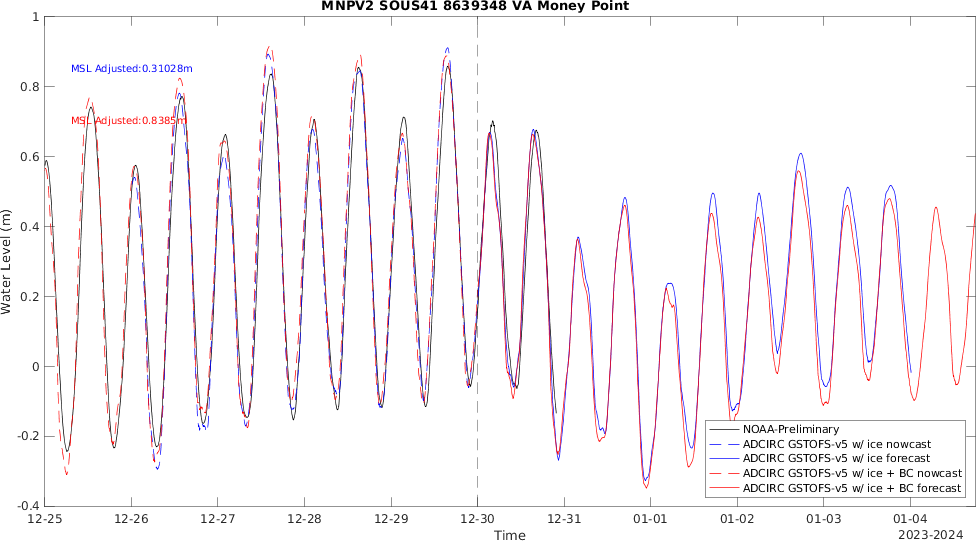 MNPV2 SOUS41 8639348 VA Money Point
1
0.8
0.6
0.4
0.2
0
-0.2
-0.4
Water Level (m)
MSL Adjusted:0.31028m
MSL Adjusted:0.8385m
NOAA-Preliminary
ADCIRC GSTOFS-v5 w/ ice nowcast
ADCIRC GSTOFS-v5 w/ ice forecast
ADCIRC GSTOFS-v5 w/ ice + BC nowcast
ADCIRC GSTOFS-v5 w/ ice + BC forecast
12-25 12-26 12-27 12-28 12-29 12-30 12-31 01-01 01-02 01-03 01-04
Time
2023-2024